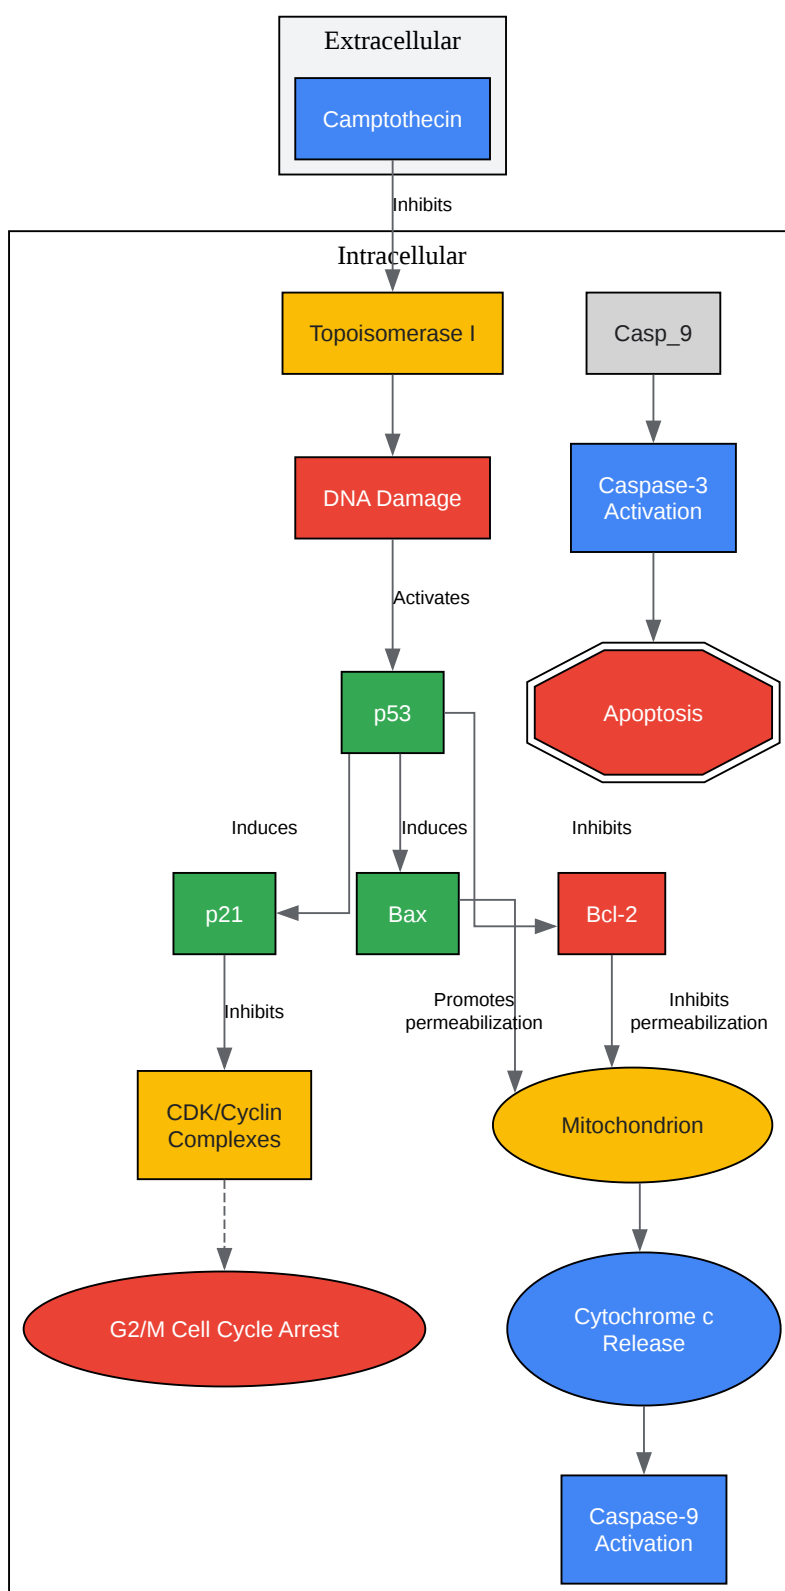 Extracellular
Camptothecin
Inhibits
Intracellular
Topoisomerase I
Casp_9
DNA Damage
Caspase-3
Activation
Activates
p53
Apoptosis
Induces
Induces
Inhibits
p21
Bax
Bcl-2
Inhibits
Promotes
permeabilization
Inhibits
permeabilization
CDK/Cyclin
Complexes
Mitochondrion
G2/M Cell Cycle Arrest
Cytochrome c
Release
Caspase-9
Activation